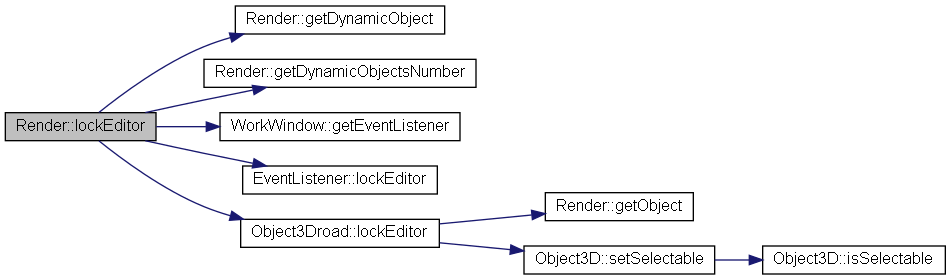 Render::getDynamicObject
Render::getDynamicObjectsNumber
Render::lockEditor
WorkWindow::getEventListener
EventListener::lockEditor
Render::getObject
Object3Droad::lockEditor
Object3D::setSelectable
Object3D::isSelectable